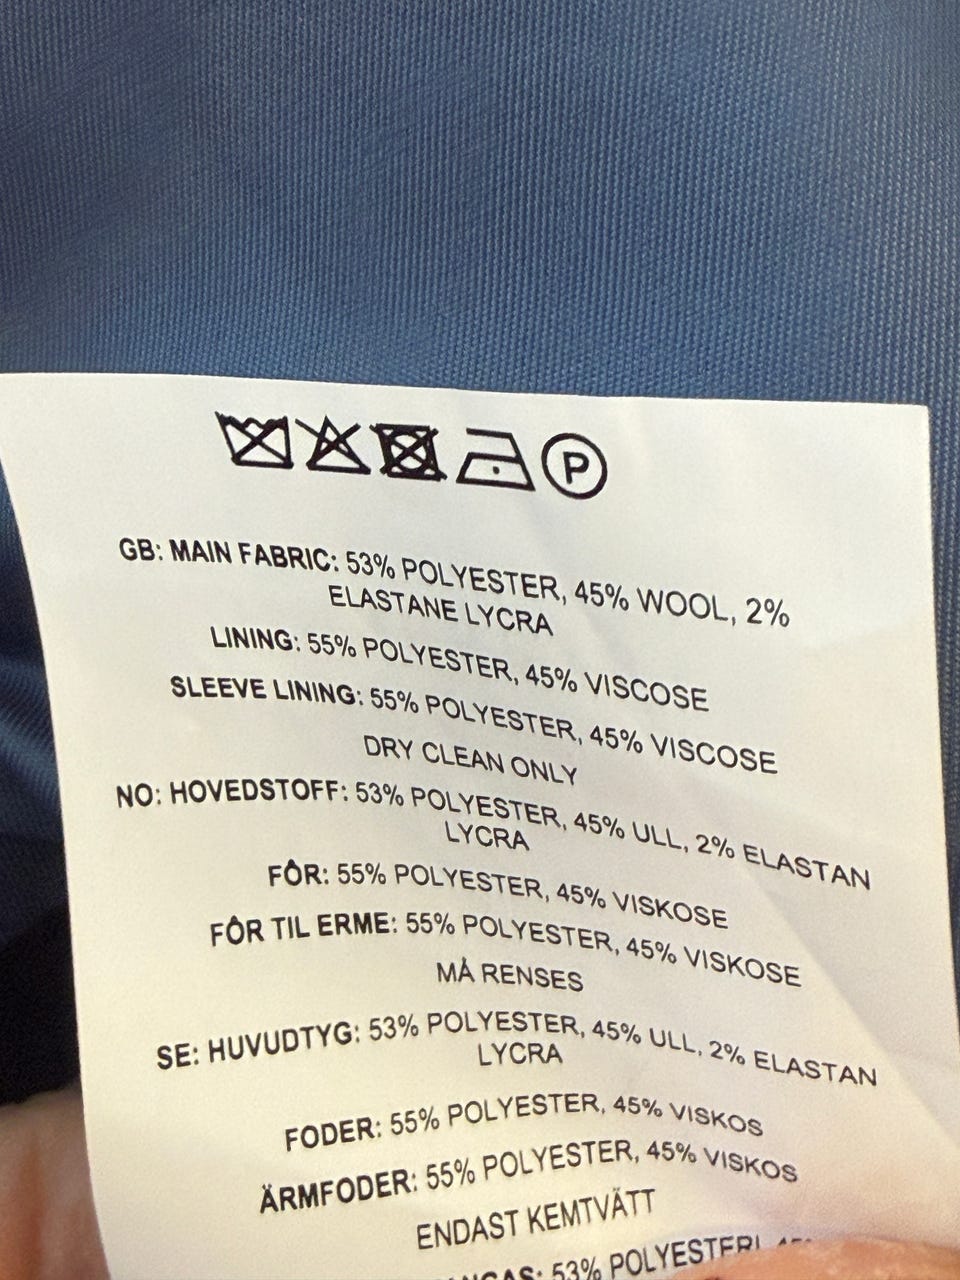 P
GB: MAIN FABRIC: 53% POLYESTER, 45% WOOL, 2%
ELASTANE LYCRA
LINING: 55% POLYESTER, 45% VISCOSE
SLEEVE LINING: 55% POLYESTER, 45% VISCOSE
DRY CLEAN ONLY
NO: HOVEDSTOFF: 53% POLYESTER, 45% ULL, 2% ELASTAN
LYCRA
FÔR: 55% POLYESTER, 45% VISKOSE
FÔR TIL ERME: 55% POLYESTER, 45% VISKOSE
MÅ RENSES
SE: HUVUDTYG: 53% POLYESTER, 45% ULL, 2% ELASTAN
LYCRA
FODER: 55% POLYESTER, 45% VISKOS
ÄRMFODER: 55% POLYESTER, 45% VISKOS
ENDAST KEMTVÄTT
53%